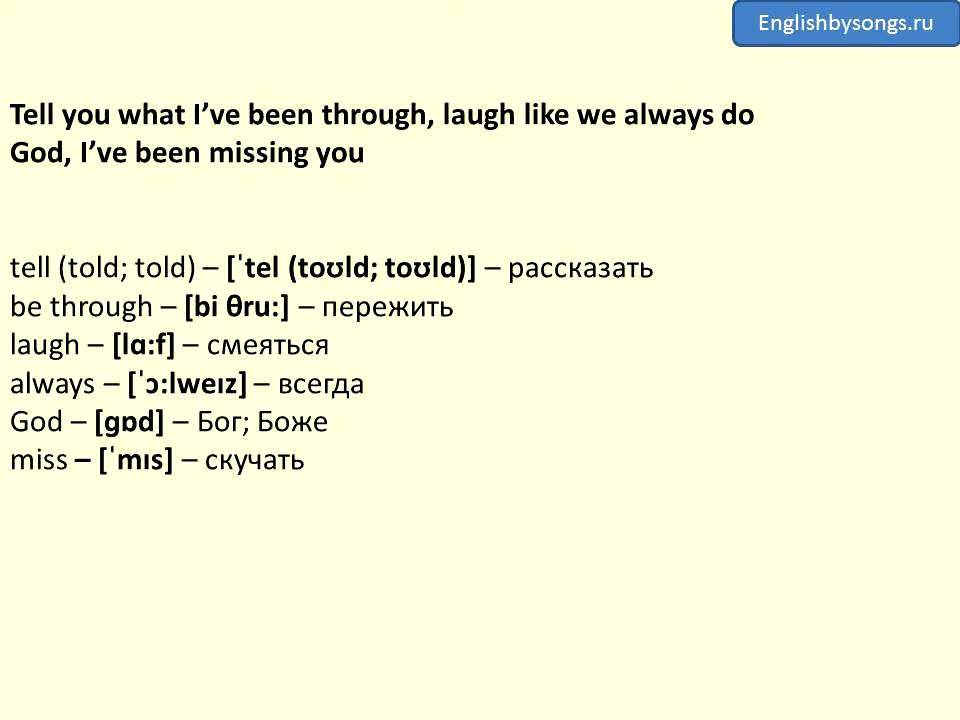 Englishbysongs.ru
Tell you what I’ve been through, laugh like we always do
God, I’ve been missing you
tell (told; told) – [ˈtel (toʊld; toʊld)] – рассказать
be through – [bi θru:] – пережить
laugh – [lɑ:f] – смеяться
always – [ˈɔ:lweɪz] – всегда
God – [gɒd] – Бог; Боже
miss – [ˈmɪs] – скучать